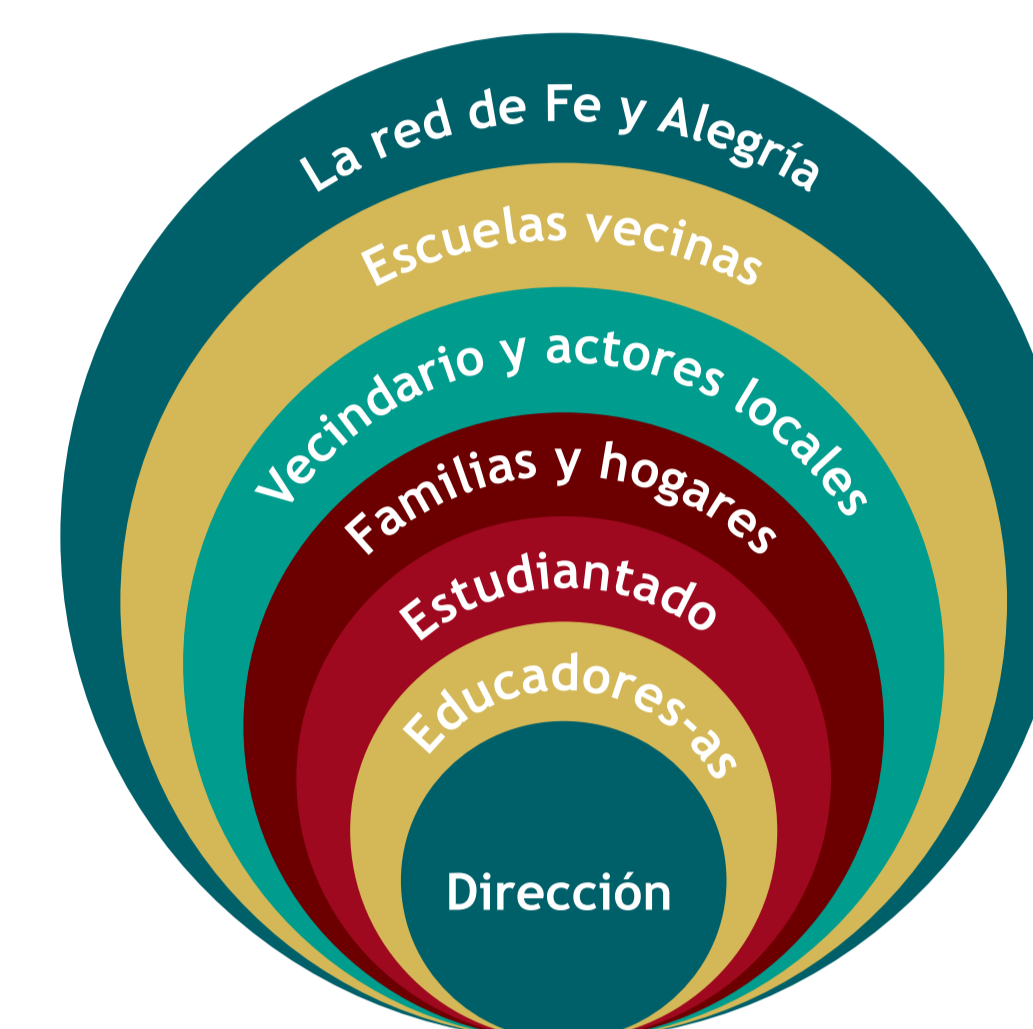 La red de Fe y Alegría
Escuelas vecinas
Vecindario y actores locales
Familias y hogares
Estudiantado
Educadores-as
Dirección